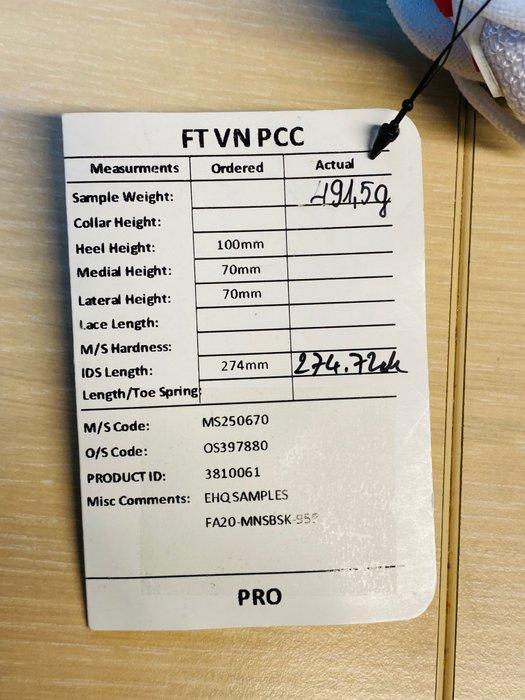 FT VN PCC
Measurments Ordered Actual
Sample Weight: 491,5g
Collar Height:
Heel Height: 100mm
Medial Height: 70mm
Lateral Height: 70mm
Lace Length:
M/S Hardness:
IDS Length: 274mm 274.72
Length/Toe Spring:
M/S Code: MS250670
O/S Code: OS397880
PRODUCT ID: 3810061
Misc Comments: EHQ SAMPLES
FA20-MNSBSK-
PRO